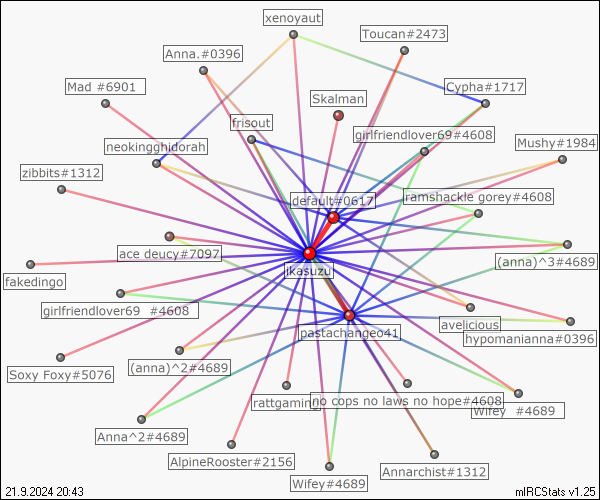 xenoyaut
Toucan#2473
Anna.#0396
Mad #6901
Cypha#1717
Skalman
frisout
girlfriendlover69#4608
Mushy#1984
neokingghidorah
zibbits#1312
default#0617
ramshackle gorey#4608
ace deucy#7097
(anna)^3#4689
ikasuzu
fakedingo
girlfriendlover69 #4608
avelicious
pastachangeo41
hypomanianna#0396
(anna)^2#4689
Soxy Foxy#5076
rattgaming
no cops no laws no hope#4608
Wifey #4689
Anna^2#4689
AlpineRooster#2156
Annarchist#1312
Wifey#4689
21.9.2024 20:43
mIRCStats v1.25